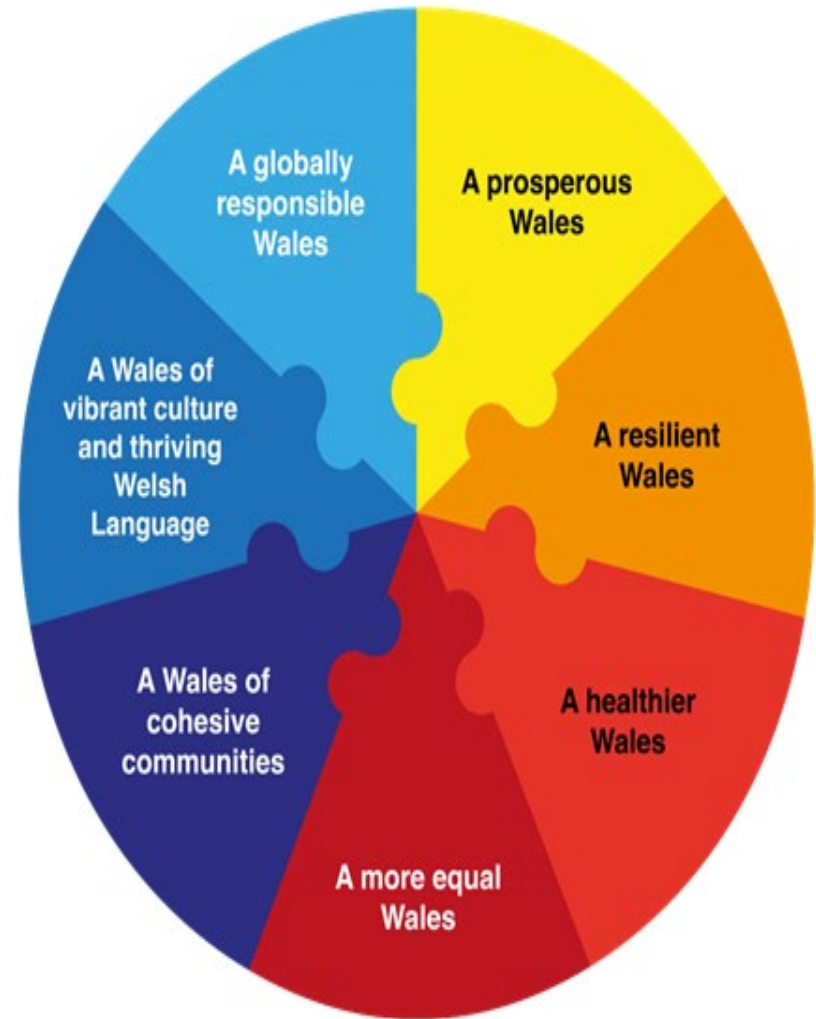 A globally
responsible
Wales
A prosperous
Wales
A resilient
Wales
A healthier
Wales
A more equal
Wales
A Wales of
cohesive
communities
A Wales of
vibrant culture
and thriving
Welsh
Language